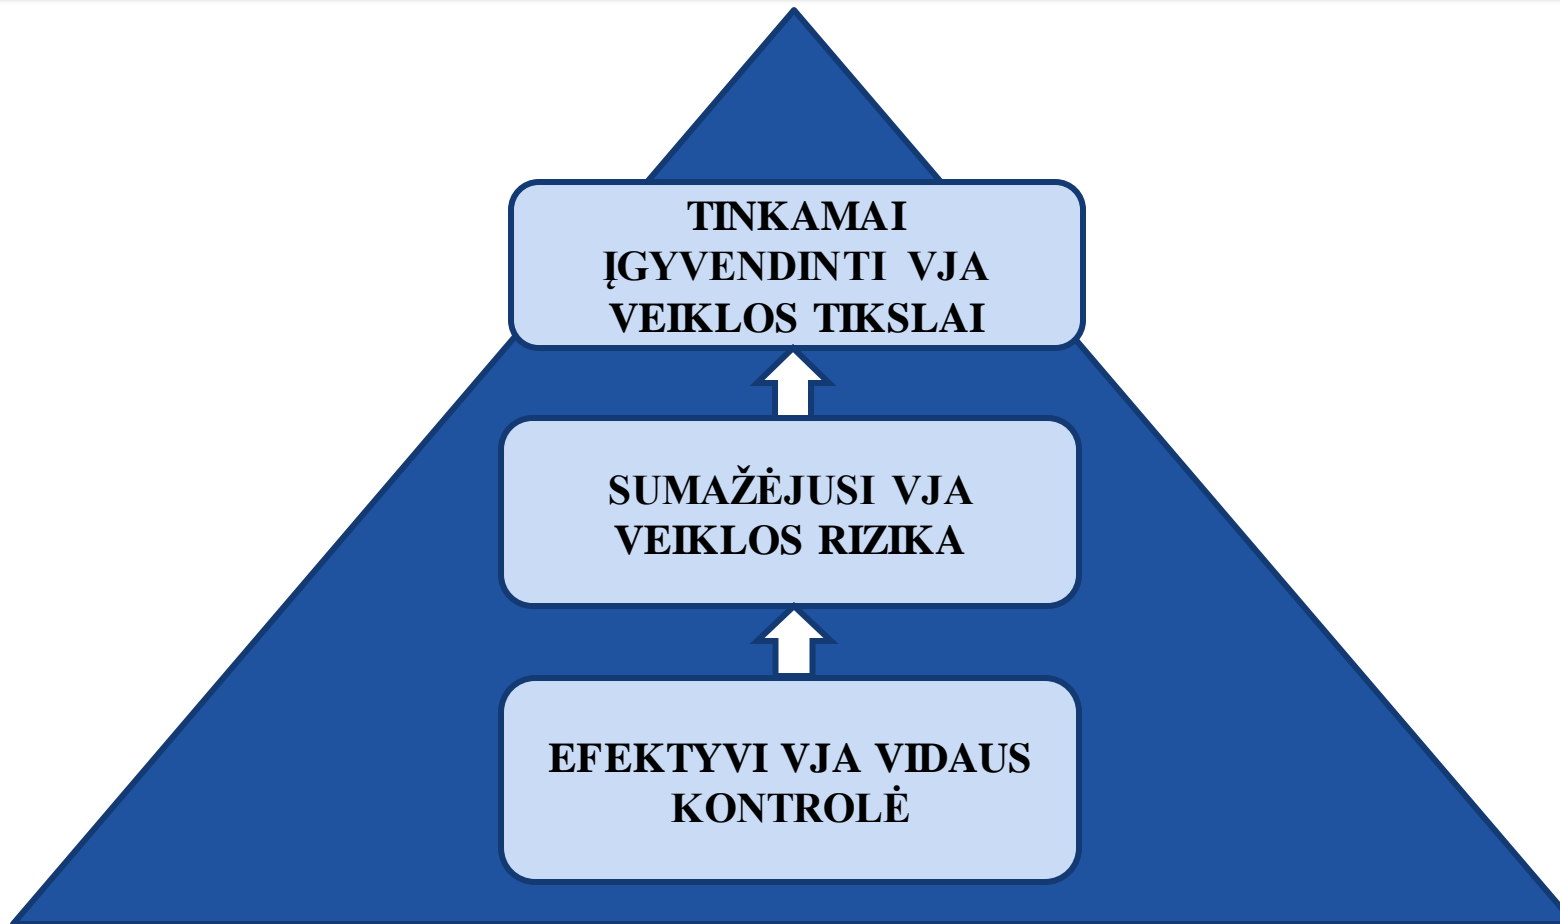 TINKAMAI
ĮGYVENDINTI VJA
VEIKLOS TIKSLAI
SUMAŽĖJUSI VJA
VEIKLOS RIZIKA
EFEKTYVI VJA VIDAUS
KONTROLĖ